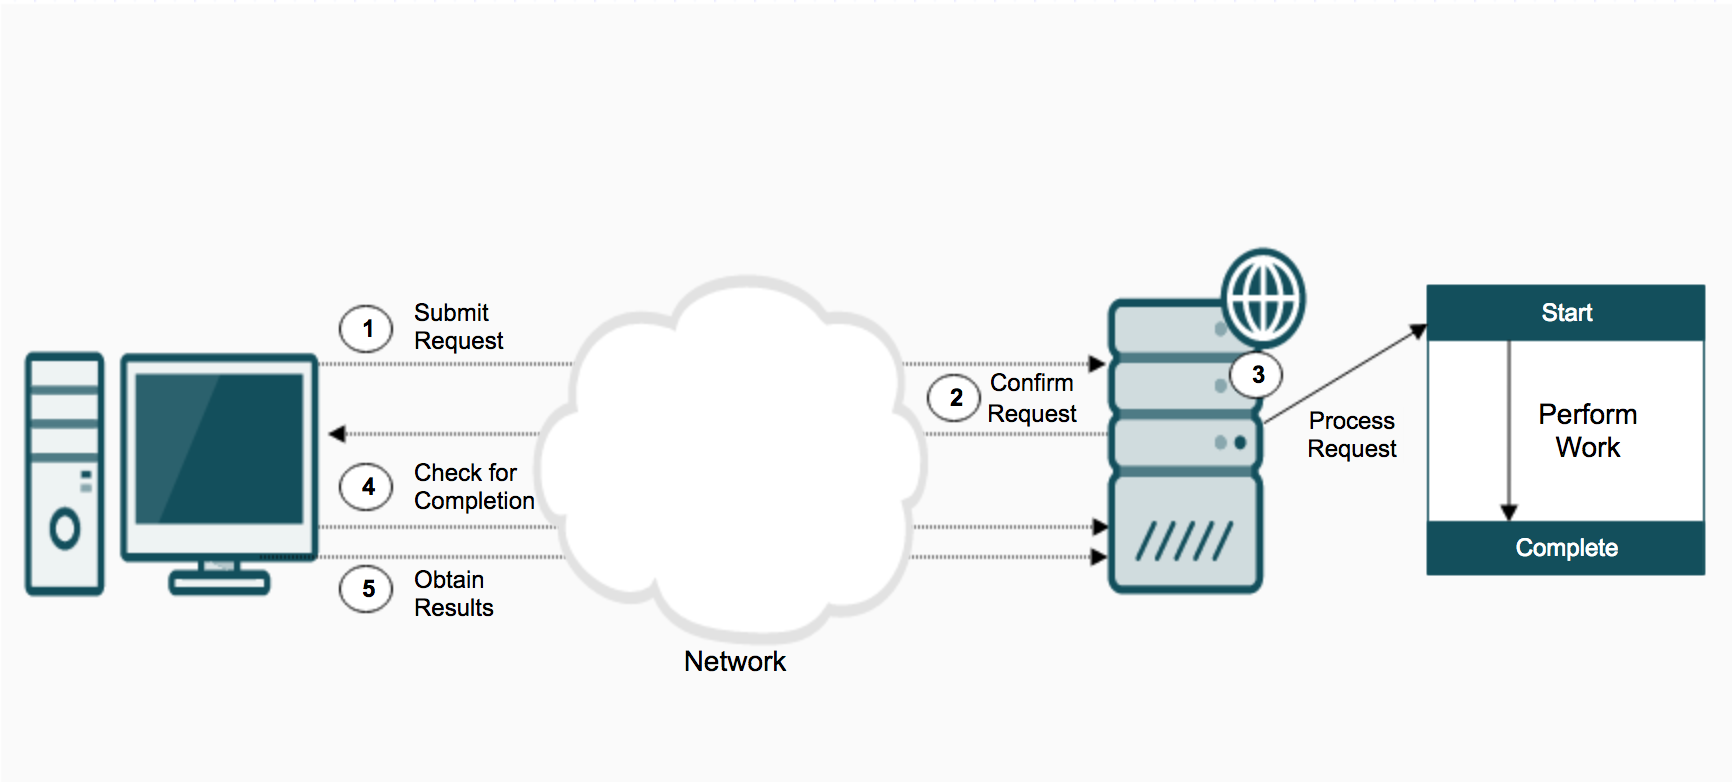 1
Submit
Request
2
Confirm
Request
3
Process
Request
Start
Perform
Work
Complete
4
Check for
Completion
5
Obtain
Results
Network